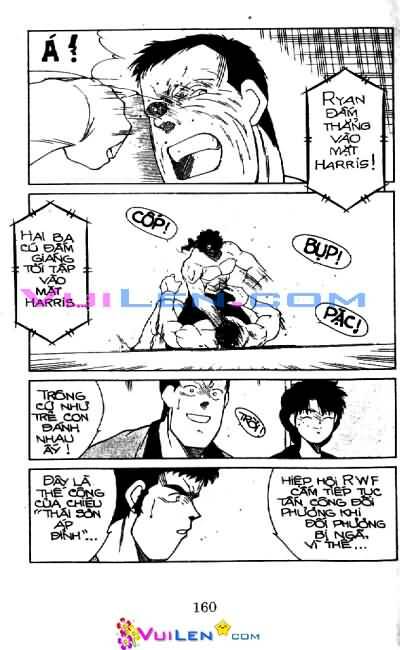 Á!
RYAN
ĐẤM
THẲNG
VÀO
MẶT
HARRIS!
HAI BA
CÚ ĐẤM
GIÁNG
TỚI TẤP
VÀO
MẶT
HARRIS
CỐP!
BỤP!
PẶC!
VUILEN.COM
TRÔNG
CỨ NHƯ
TRẺ CON
ĐÁNH
NHAU
ẤY!
TRỜI!
ĐÂY LÀ
THẾ CÔNG
CỦA CHIÊU
"THÁI SƠN
ÁP
ĐỈNH"...
HIỆP HỘI RWF
CẤM TIẾP TỤC
TẤN CÔNG ĐỐI
PHƯƠNG KHI
ĐỐI PHƯƠNG
BỊ NGÃ,
VÌ THẾ...
160
VUILEN.COM